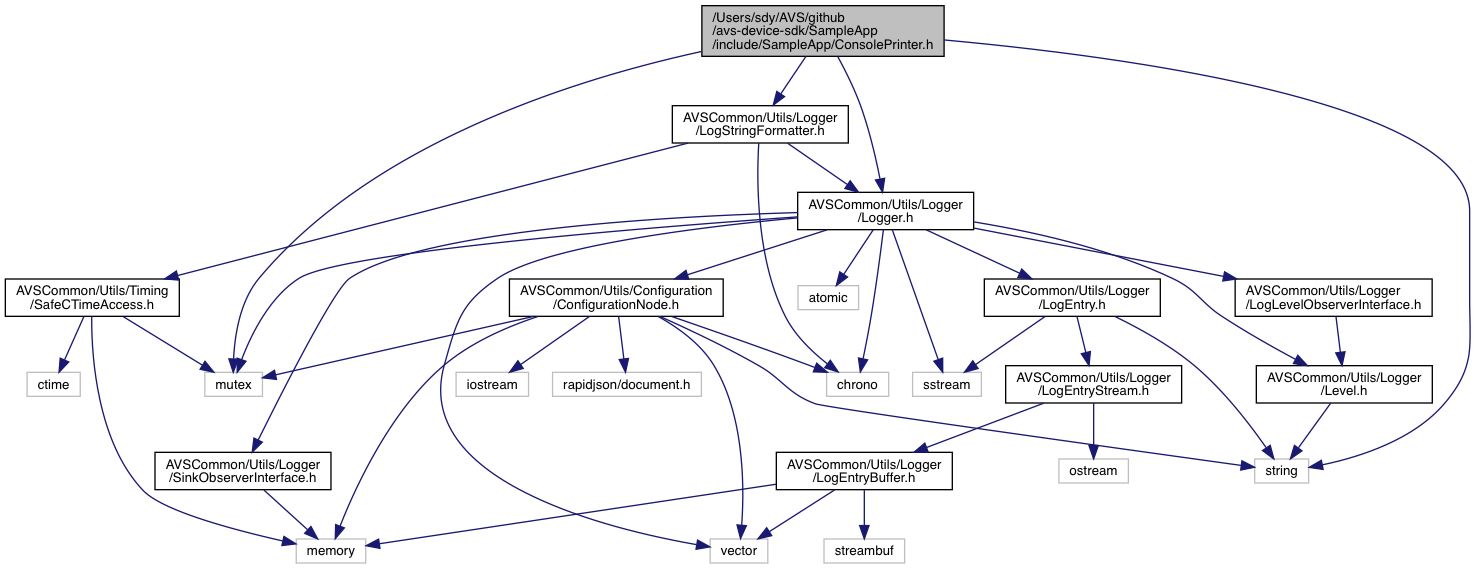 /Users/sdy/AVS/github
/avs-device-sdk/SampleApp
/include/SampleApp/ConsolePrinter.h
AVSCommon/Utils/Logger
/LogStringFormatter.h
AVSCommon/Utils/Logger
/Logger.h
AVSCommon/Utils/Timing
/SafeCTimeAccess.h
AVSCommon/Utils/Configuration
/ConfigurationNode.h
atomic
AVSCommon/Utils/Logger
/LogEntry.h
AVSCommon/Utils/Logger
/LogLevelObserverInterface.h
ctime
mutex
iostream
rapidjson/document.h
chrono
sstream
AVSCommon/Utils/Logger
/LogEntryStream.h
AVSCommon/Utils/Logger
/Level.h
AVSCommon/Utils/Logger
/SinkObserverInterface.h
AVSCommon/Utils/Logger
/LogEntryBuffer.h
ostream
string
memory
vector
streambuf